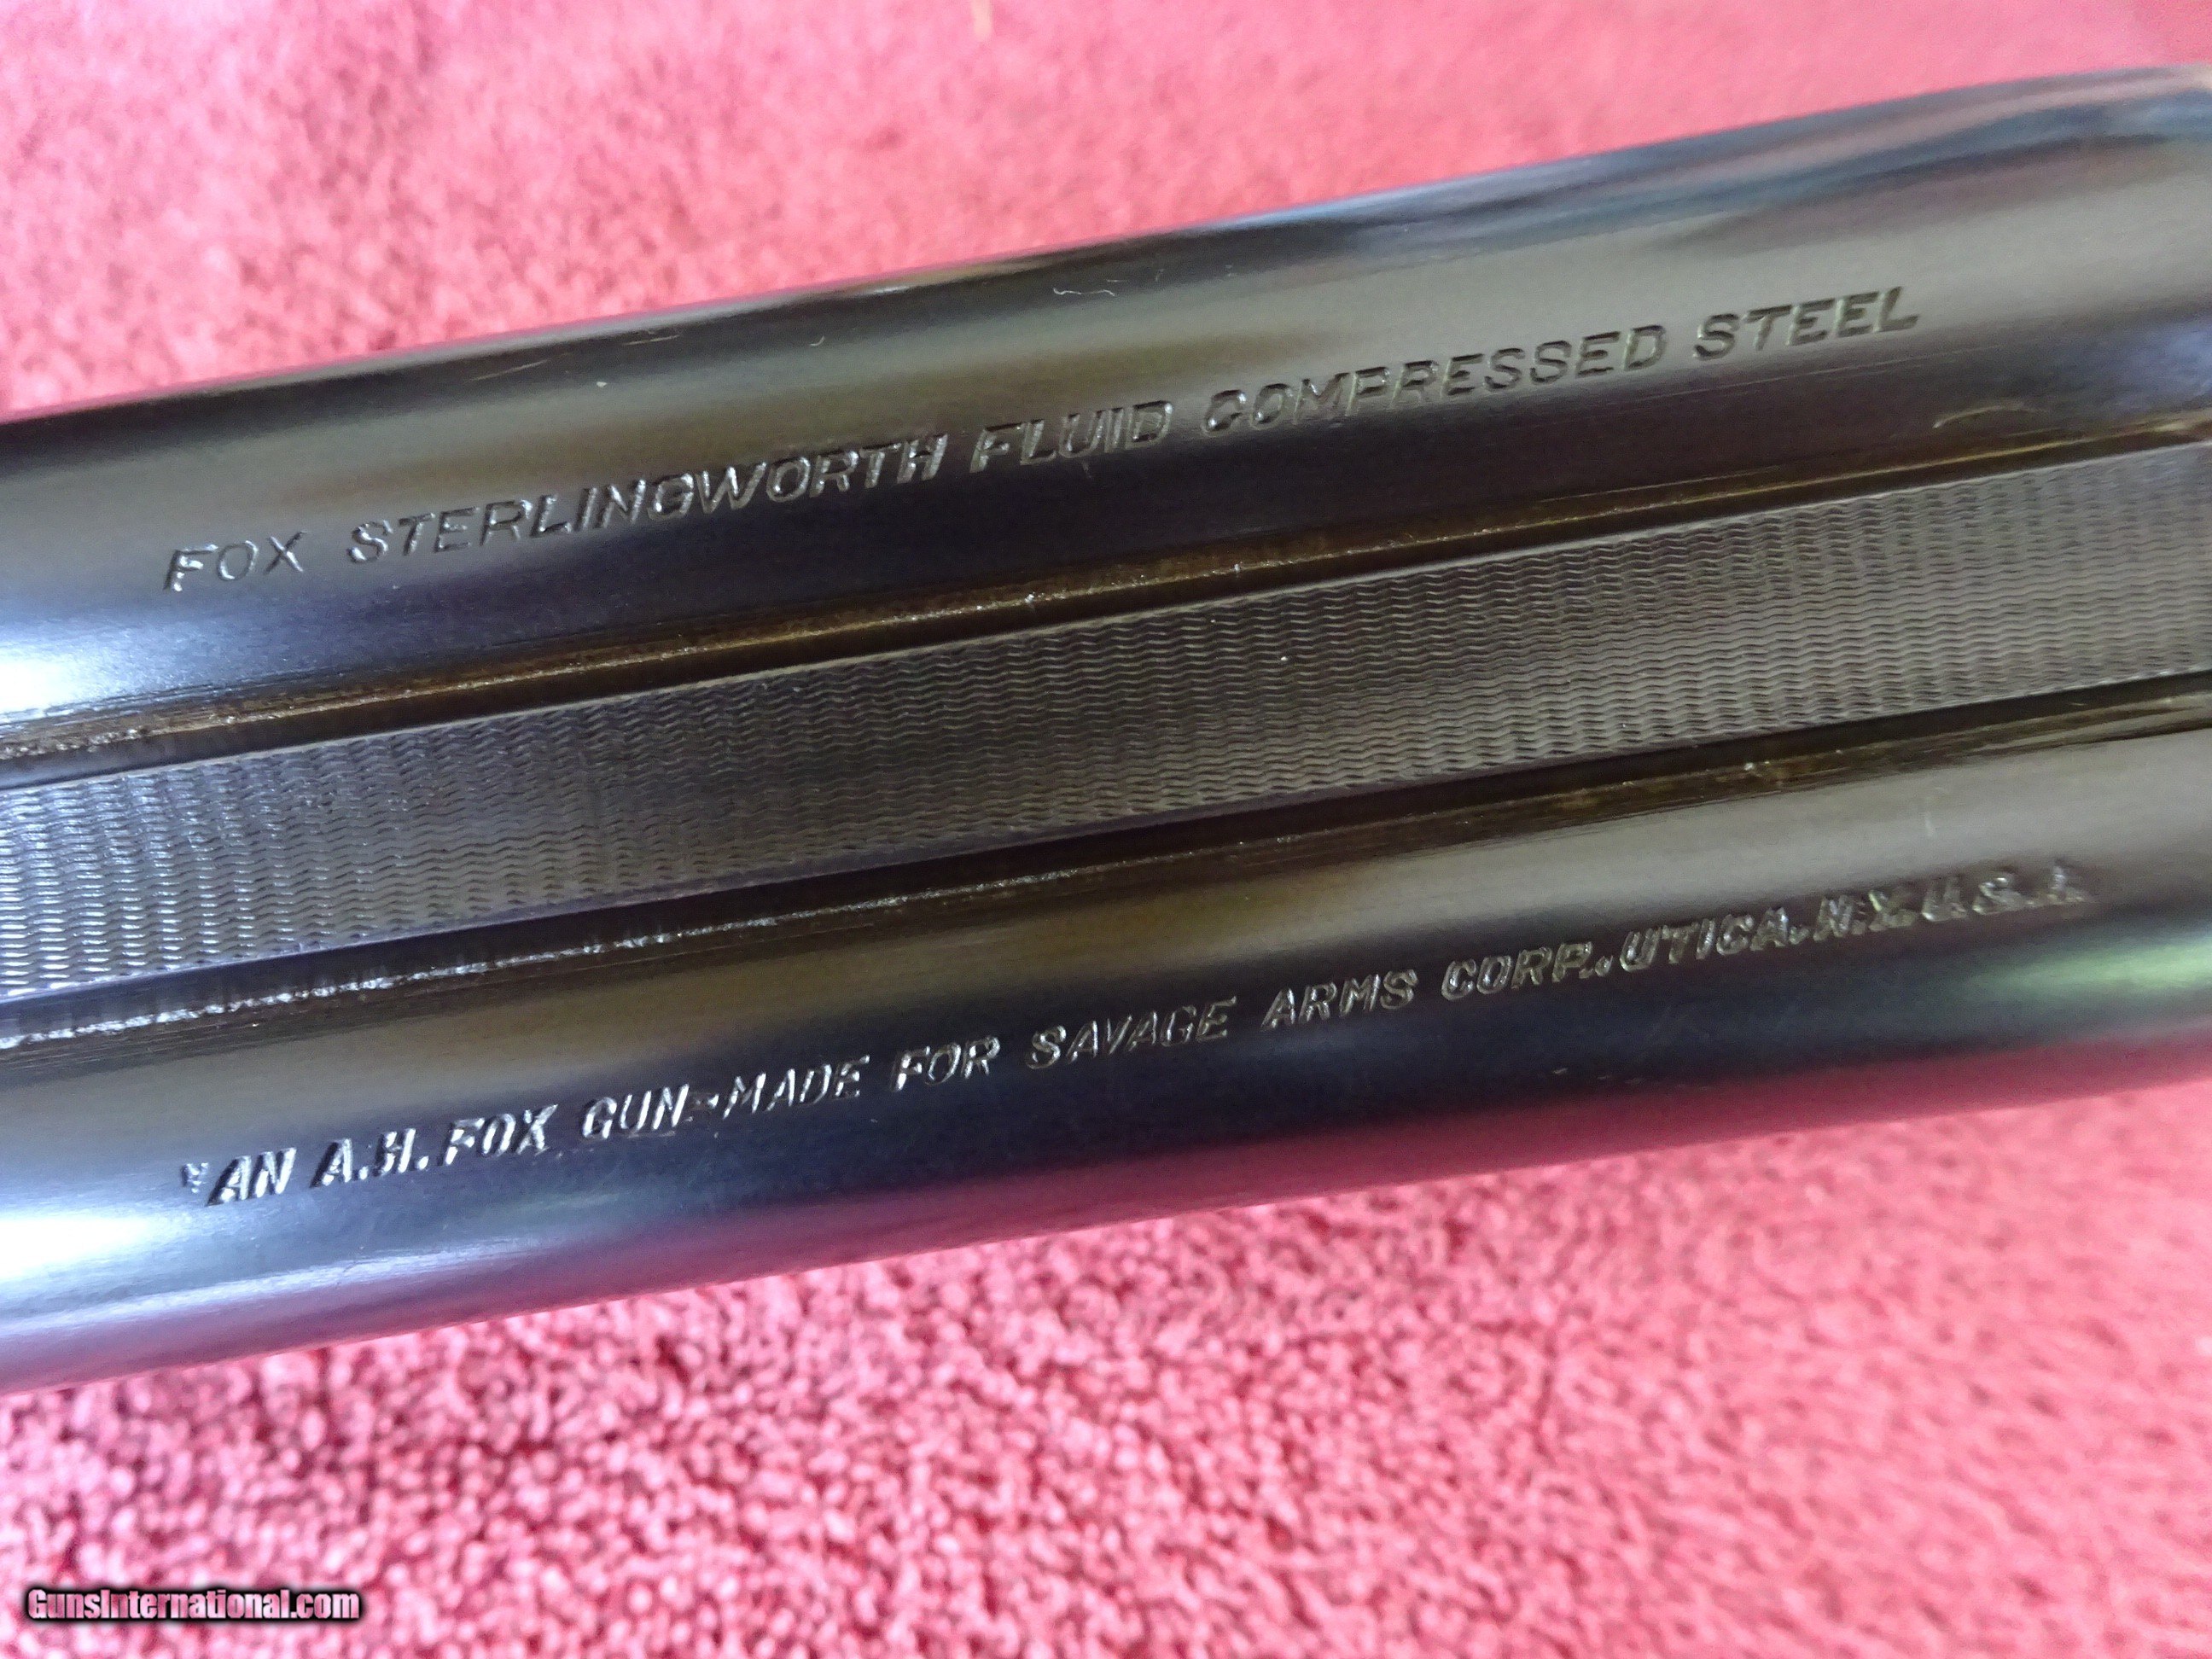 FOX STERLINGWORTH FLUID COMPRESSED STEEL
"AN A.H. FOX GUN-MADE FOR SAVAGE ARMS CORP., UTICA, N.Y.U.S.A.
GunsInternational.com